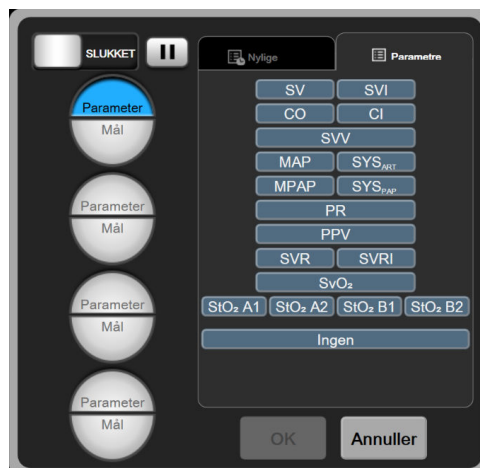 SLUKKET
Nylige
Parametre
Parameter
Mål
Parameter
Mål
Parameter
Mål
Parameter
Mål
SV SVI
CO CI
SVV
MAP SYSART
MPAP SYSPAP
PR
PPV
SVR SVRI
SvO₂
StO₂ A1 StO₂ A2 StO₂ B1 StO₂ B2
Ingen
OK Annuller